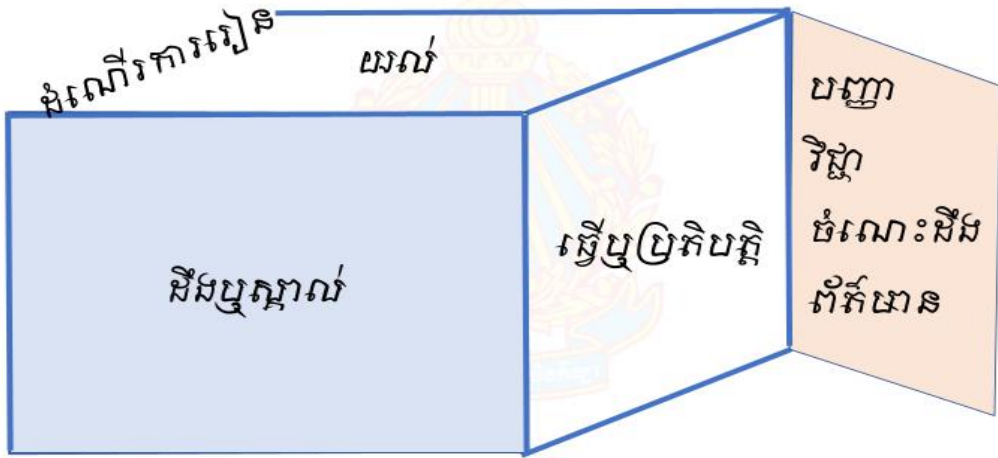 ដំណើរការរៀន
យល់
ដឹងឬស្គាល់
ធ្វើឬប្រតិបត្តិ
បញ្ញា
វិជ្ជា
ចំណេះដឹង
ព័ត៌មាន